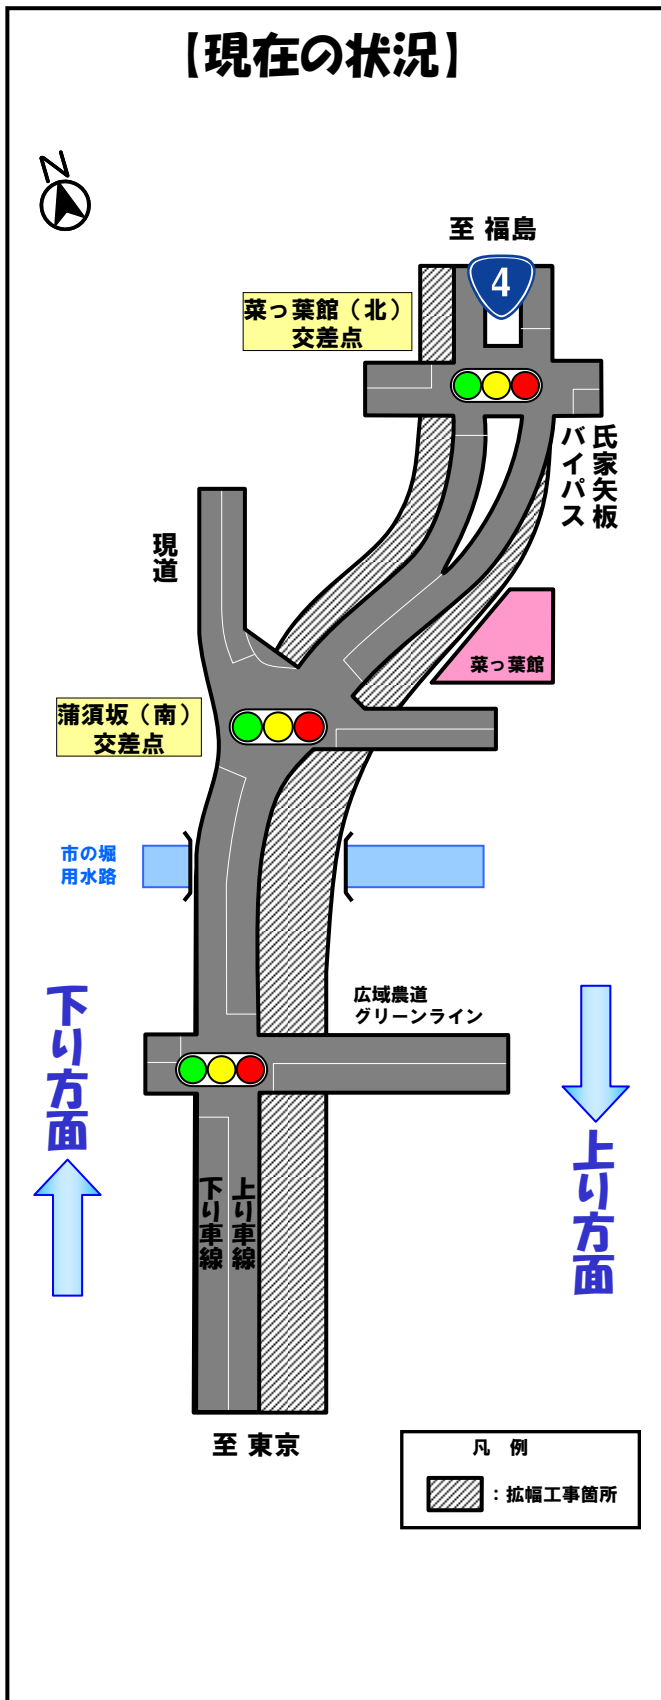 【現在の状況】
N
至 福島
4
菜っ葉館（北）
交差点
氏家矢板
バイパス
現道
菜っ葉館
蒲須坂（南）
交差点
市の堀
用水路
広域農道
グリーンライン
下り方面
上り方面
下り車線
上り車線
至 東京
凡 例
：拡幅工事箇所